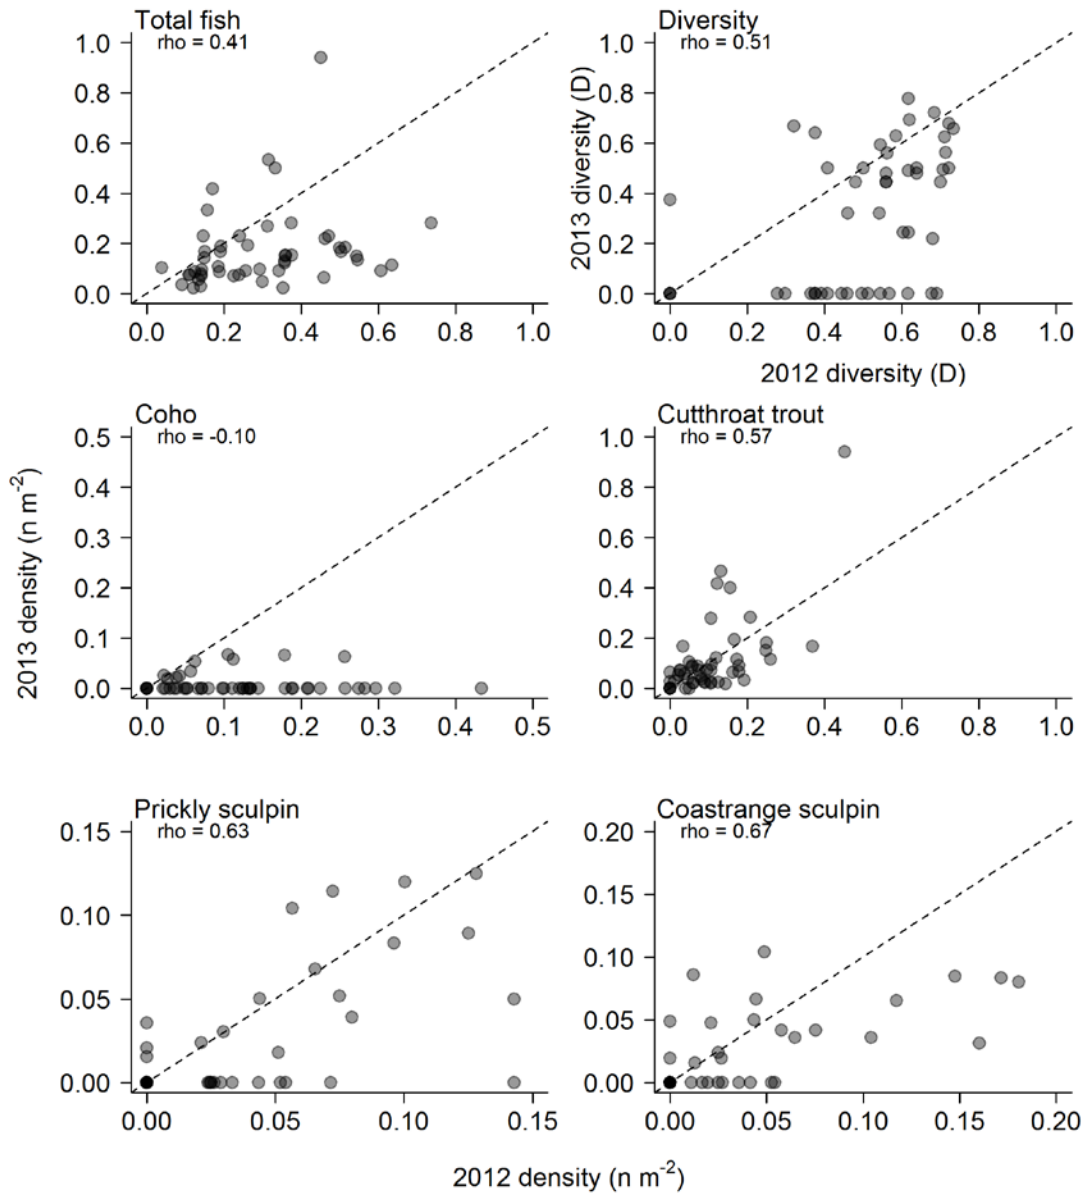 Total fish
rho = 0.41
1.0
0.8
0.6
0.4
0.2
0.0
0.0 0.2 0.4 0.6 0.8 1.0
Diversity
rho = 0.51
2013 diversity (D)
1.0
0.8
0.6
0.4
0.2
0.0
0.0 0.2 0.4 0.6 0.8 1.0
2012 diversity (D)
2013 density (n m⁻²)
Coho
rho = -0.10
0.5
0.4
0.3
0.2
0.1
0.0
0.0 0.1 0.2 0.3 0.4 0.5
Cutthroat trout
rho = 0.57
1.0
0.8
0.6
0.4
0.2
0.0
0.0 0.2 0.4 0.6 0.8 1.0
Prickly sculpin
rho = 0.63
0.15
0.10
0.05
0.00
0.00 0.05 0.10 0.15
Coastrange sculpin
rho = 0.67
0.20
0.15
0.10
0.05
0.00
0.00 0.05 0.10 0.15 0.20
2012 density (n m⁻²)